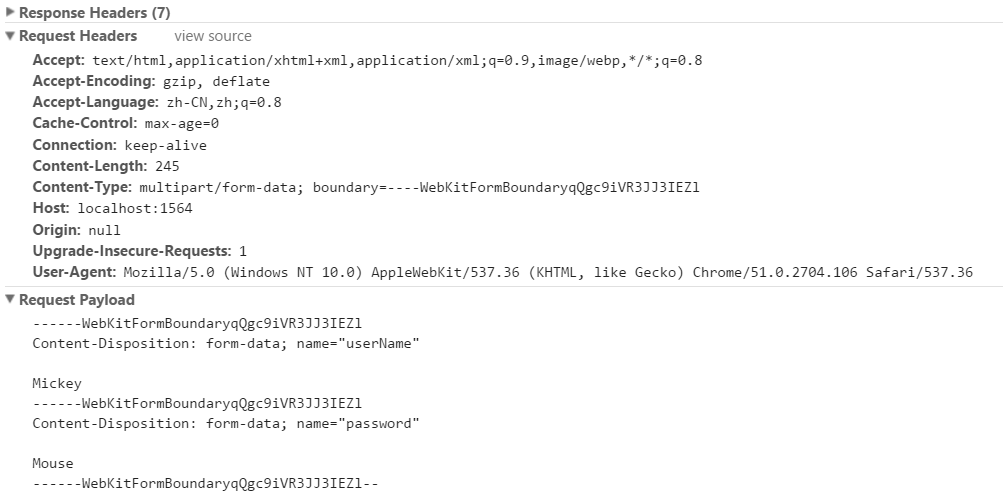 Response Headers (7)
Request Headers view source
Accept: text/html,application/xhtml+xml,application/xml;q=0.9,image/webp,*/*;q=0.8
Accept-Encoding: gzip, deflate
Accept-Language: zh-CN,zh;q=0.8
Cache-Control: max-age=0
Connection: keep-alive
Content-Length: 245
Content-Type: multipart/form-data; boundary=----WebKitFormBoundaryqQgc9iVR3JJ3IEZl
Host: localhost:1564
Origin: null
Upgrade-Insecure-Requests: 1
User-Agent: Mozilla/5.0 (Windows NT 10.0) AppleWebKit/537.36 (KHTML, like Gecko) Chrome/51.0.2704.106 Safari/537.36
Request Payload
------WebKitFormBoundaryqQgc9iVR3JJ3IEZl
Content-Disposition: form-data; name="userName"
Mickey
------WebKitFormBoundaryqQgc9iVR3JJ3IEZl
Content-Disposition: form-data; name="password"
Mouse
------WebKitFormBoundaryqQgc9iVR3JJ3IEZl--